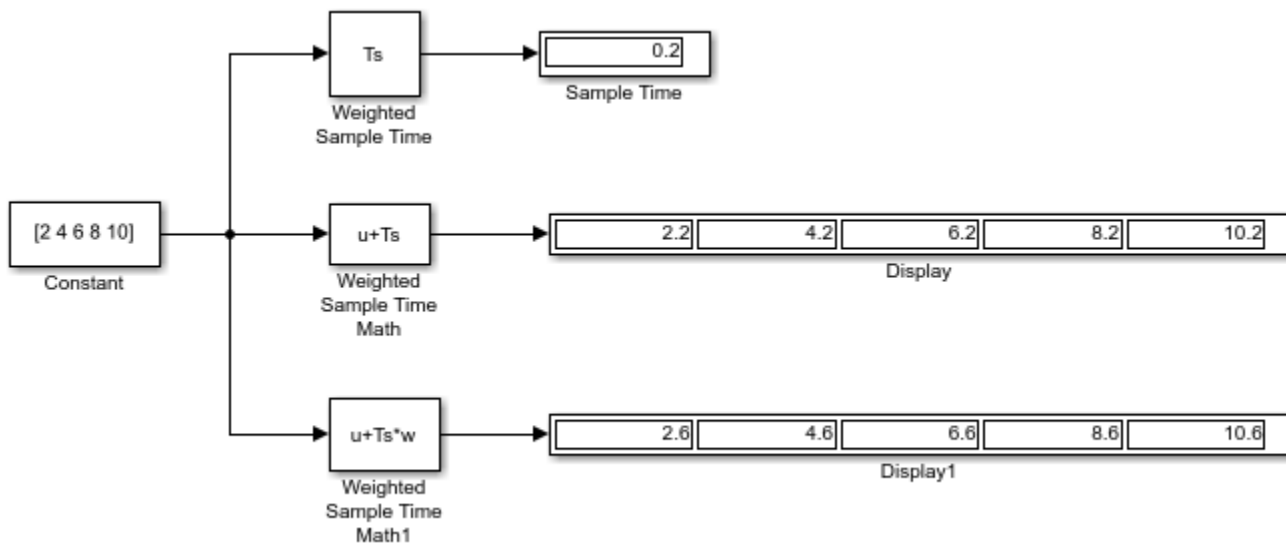 Ts
0.2
Weighted
Sample Time
Sample Time
[2 4 6 8 10]
Constant
u+Ts
2.2 4.2 6.2 8.2 10.2
Weighted
Sample Time
Math
Display
u+Ts*w
2.6 4.6 6.6 8.6 10.6
Weighted
Sample Time
Math1
Display1